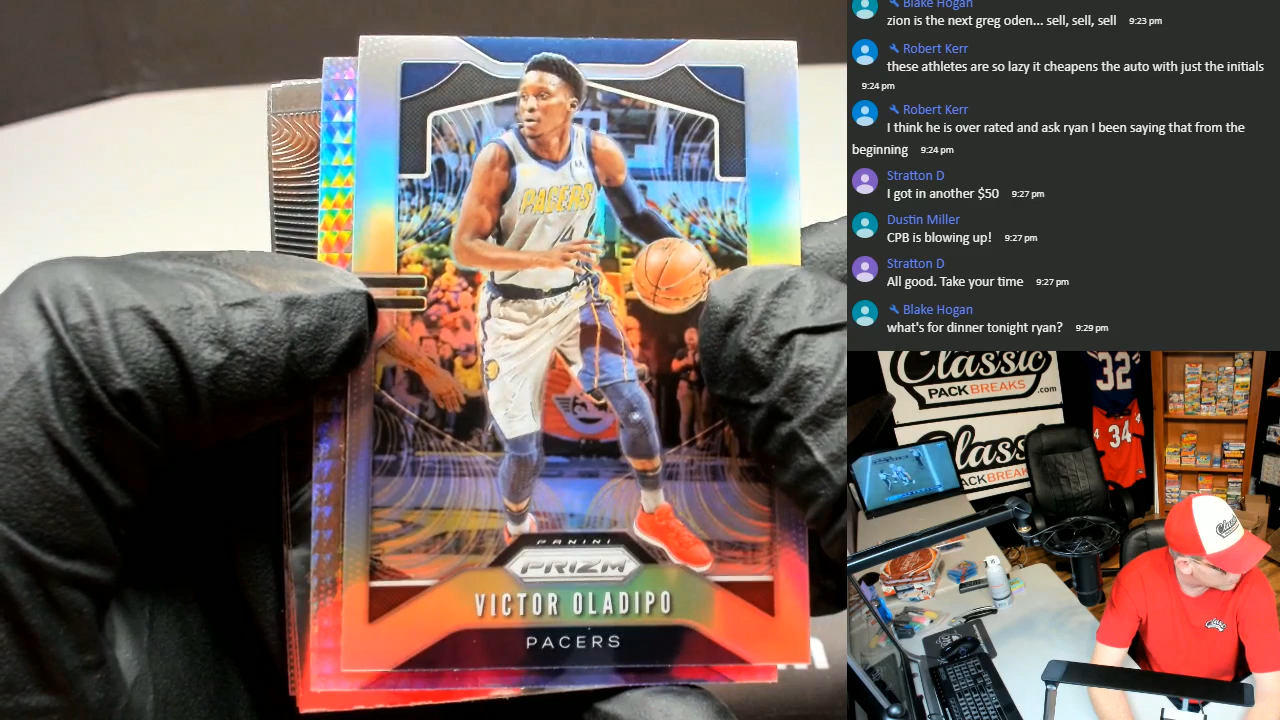 PACERS
4
PANINI
PRIZM
VICTOR OLADIPO
PACERS
Blake Hogan
zion is the next greg oden... sell, sell, sell 9:23 pm
Robert Kerr
these athletes are so lazy it cheapens the auto with just the initials
9:24 pm
Robert Kerr
I think he is over rated and ask ryan I been saying that from the
beginning 9:24 pm
Stratton D
I got in another $50 9:27 pm
Dustin Miller
CPB is blowing up! 9:27 pm
Stratton D
All good. Take your time 9:27 pm
Blake Hogan
what's for dinner tonight ryan? 9:29 pm
Classic
PACKBREAKS.com
32
34